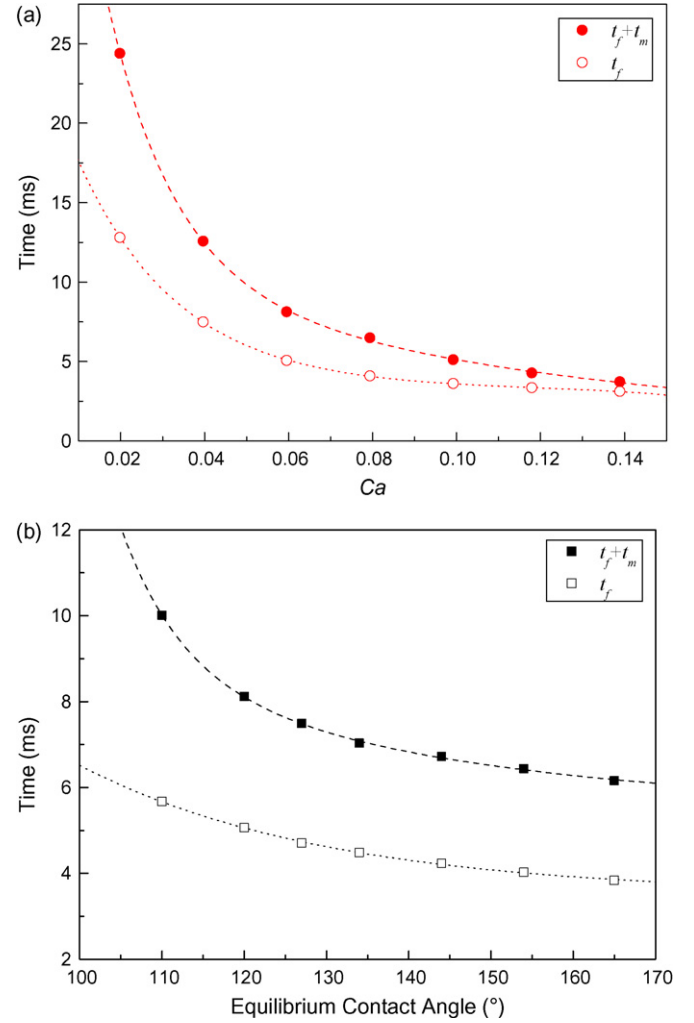 (a)
t_f+t_m
t_f
25
20
15
10
5
0
Time (ms)
0.02 0.04 0.06 0.08 0.10 0.12 0.14
Ca
(b)
t_f+t_m
t_f
12
10
8
6
4
2
Time (ms)
100 110 120 130 140 150 160 170
Equilibrium Contact Angle (°)